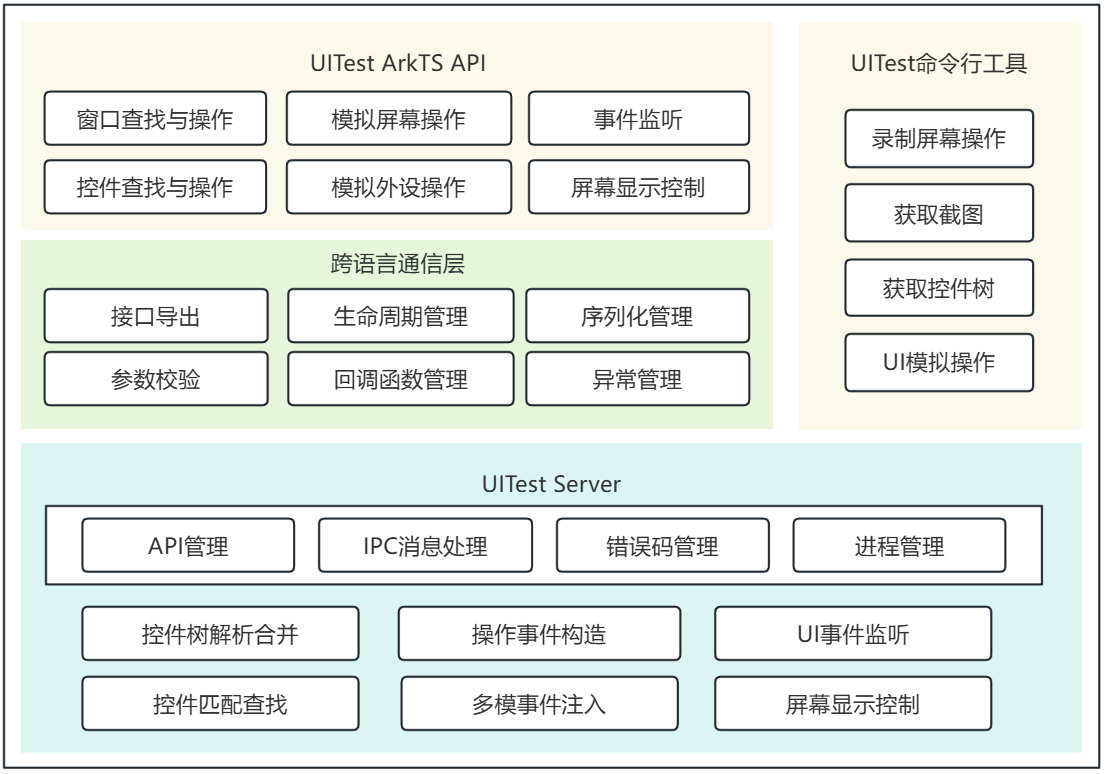 UITest ArkTS API
窗口查找与操作
模拟屏幕操作
事件监听
控件查找与操作
模拟外设操作
屏幕显示控制
UITest命令行工具
录制屏幕操作
获取截图
获取控件树
UI模拟操作
跨语言通信层
接口导出
生命周期管理
序列化管理
参数校验
回调函数管理
异常管理
UITest Server
API管理
IPC消息处理
错误码管理
进程管理
控件树解析合并
操作事件构造
UI事件监听
控件匹配查找
多模事件注入
屏幕显示控制